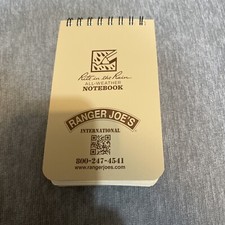 Rite in the Rain
ALL-WEATHER
NOTEBOOK
RANGER JOE'S
INTERNATIONAL
800-247-4541
www.rangerjoes.com